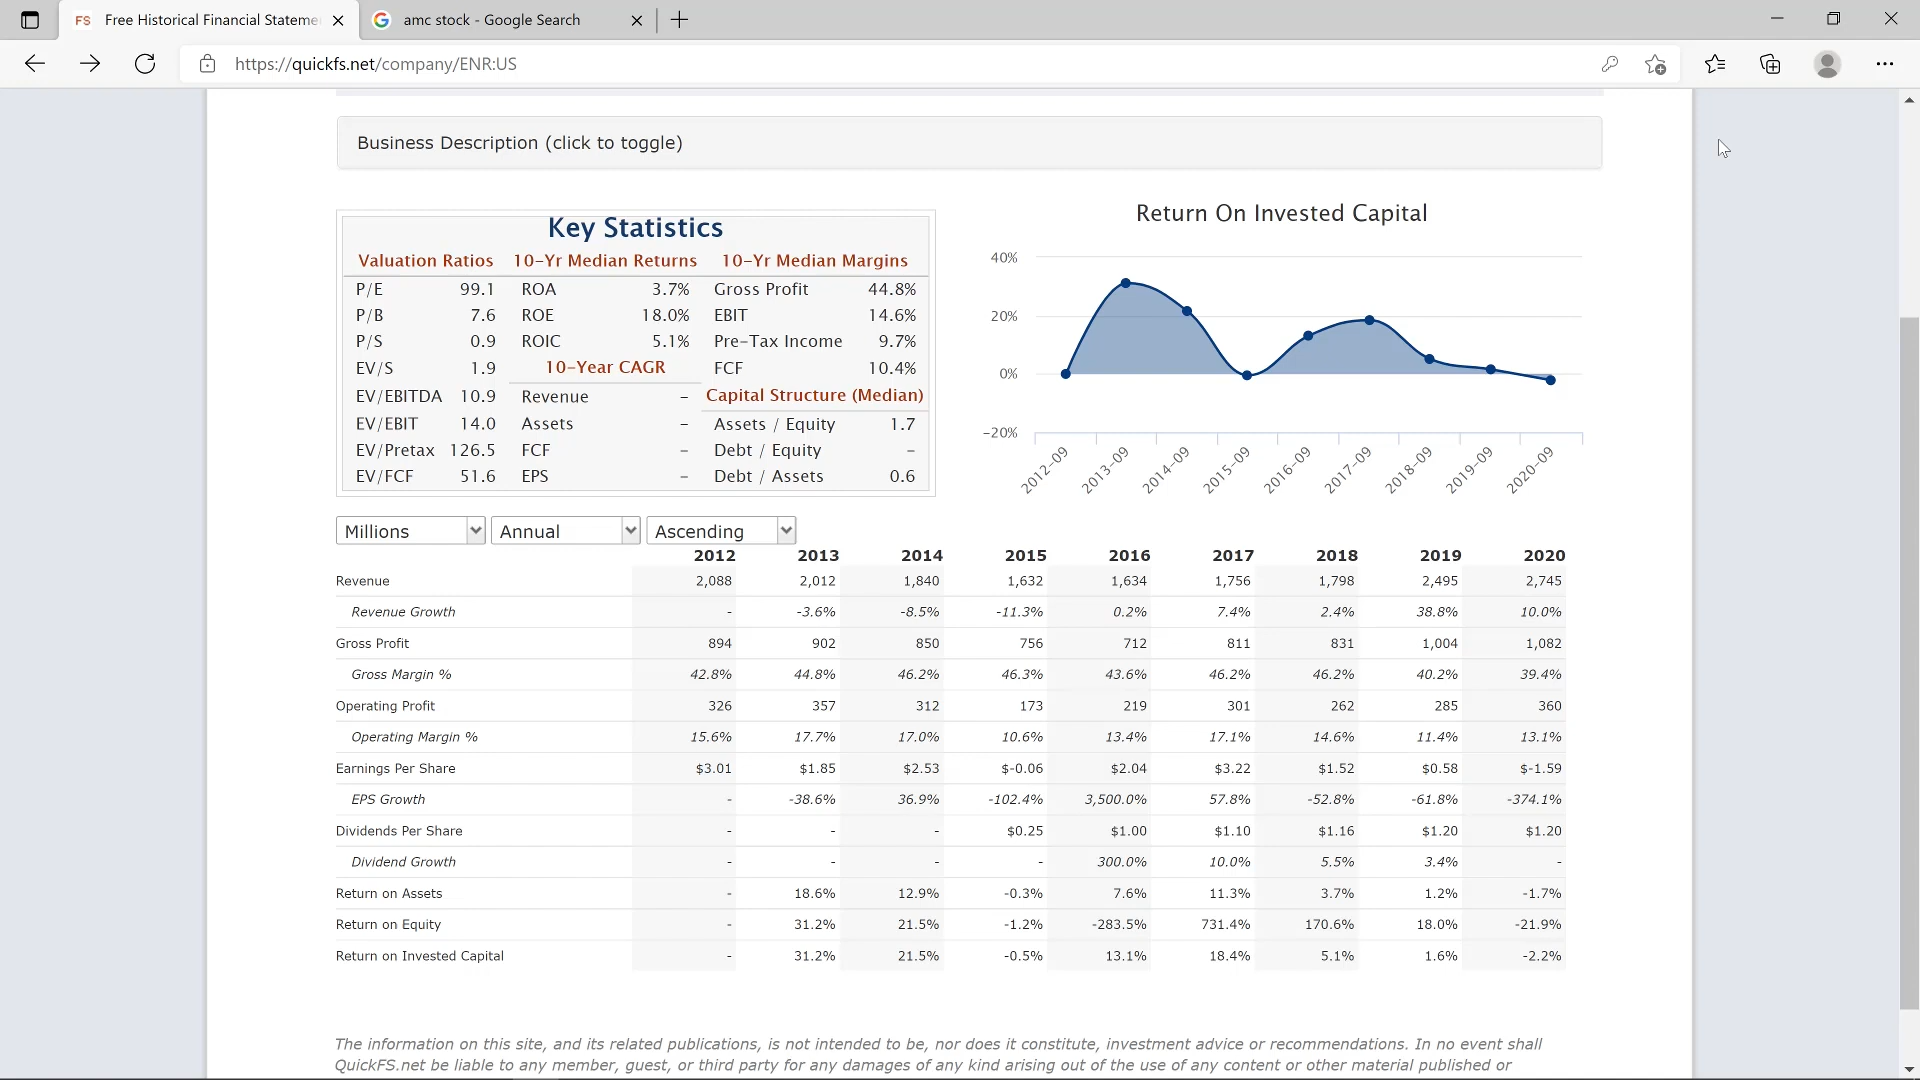 FS Free Historical Financial Stateme
amc stock - Google Search
https://quickfs.net/company/ENR:US
Business Description (click to toggle)
Key Statistics
Valuation Ratios 10-Yr Median Returns 10-Yr Median Margins
P/E 99.1 ROA 3.7% Gross Profit 44.8%
P/B 7.6 ROE 18.0% EBIT 14.6%
P/S 0.9 ROIC 5.1% Pre-Tax Income 9.7%
EV/S 1.9 10-Year CAGR FCF 10.4%
EV/EBITDA 10.9 Revenue - Capital Structure (Median)
EV/EBIT 14.0 Assets - Assets / Equity 1.7
EV/Pretax 126.5 FCF - Debt / Equity -
EV/FCF 51.6 EPS - Debt / Assets 0.6
Return On Invested Capital
40%
20%
0%
-20%
2012-09 2013-09 2014-09 2015-09 2016-09 2017-09 2018-09 2019-09 2020-09
Millions Annual Ascending
2012 2013 2014 2015 2016 2017 2018 2019 2020
Revenue 2,088 2,012 1,840 1,632 1,634 1,756 1,798 2,495 2,745
Revenue Growth - -3.6% -8.5% -11.3% 0.2% 7.4% 2.4% 38.8% 10.0%
Gross Profit 894 902 850 756 712 811 831 1,004 1,082
Gross Margin % 42.8% 44.8% 46.2% 46.3% 43.6% 46.2% 46.2% 40.2% 39.4%
Operating Profit 326 357 312 173 219 301 262 285 360
Operating Margin % 15.6% 17.7% 17.0% 10.6% 13.4% 17.1% 14.6% 11.4% 13.1%
Earnings Per Share $3.01 $1.85 $2.53 $-0.06 $2.04 $3.22 $1.52 $0.58 $-1.59
EPS Growth - -38.6% 36.9% -102.4% 3,500.0% 57.8% -52.8% -61.8% -374.1%
Dividends Per Share - - - $0.25 $1.00 $1.10 $1.16 $1.20 $1.20
Dividend Growth - - - - 300.0% 10.0% 5.5% 3.4% -
Return on Assets - 18.6% 12.9% -0.3% 7.6% 11.3% 3.7% 1.2% -1.7%
Return on Equity - 31.2% 21.5% -1.2% -283.5% 731.4% 170.6% 18.0% -21.9%
Return on Invested Capital - 31.2% 21.5% -0.5% 13.1% 18.4% 5.1% 1.6% -2.2%
The information on this site, and its related publications, is not intended to be, nor does it constitute, investment advice or recommendations. In no event shall
QuickFS.net be liable to any member, guest, or third party for any damages of any kind arising out of the use of any content or other material published or